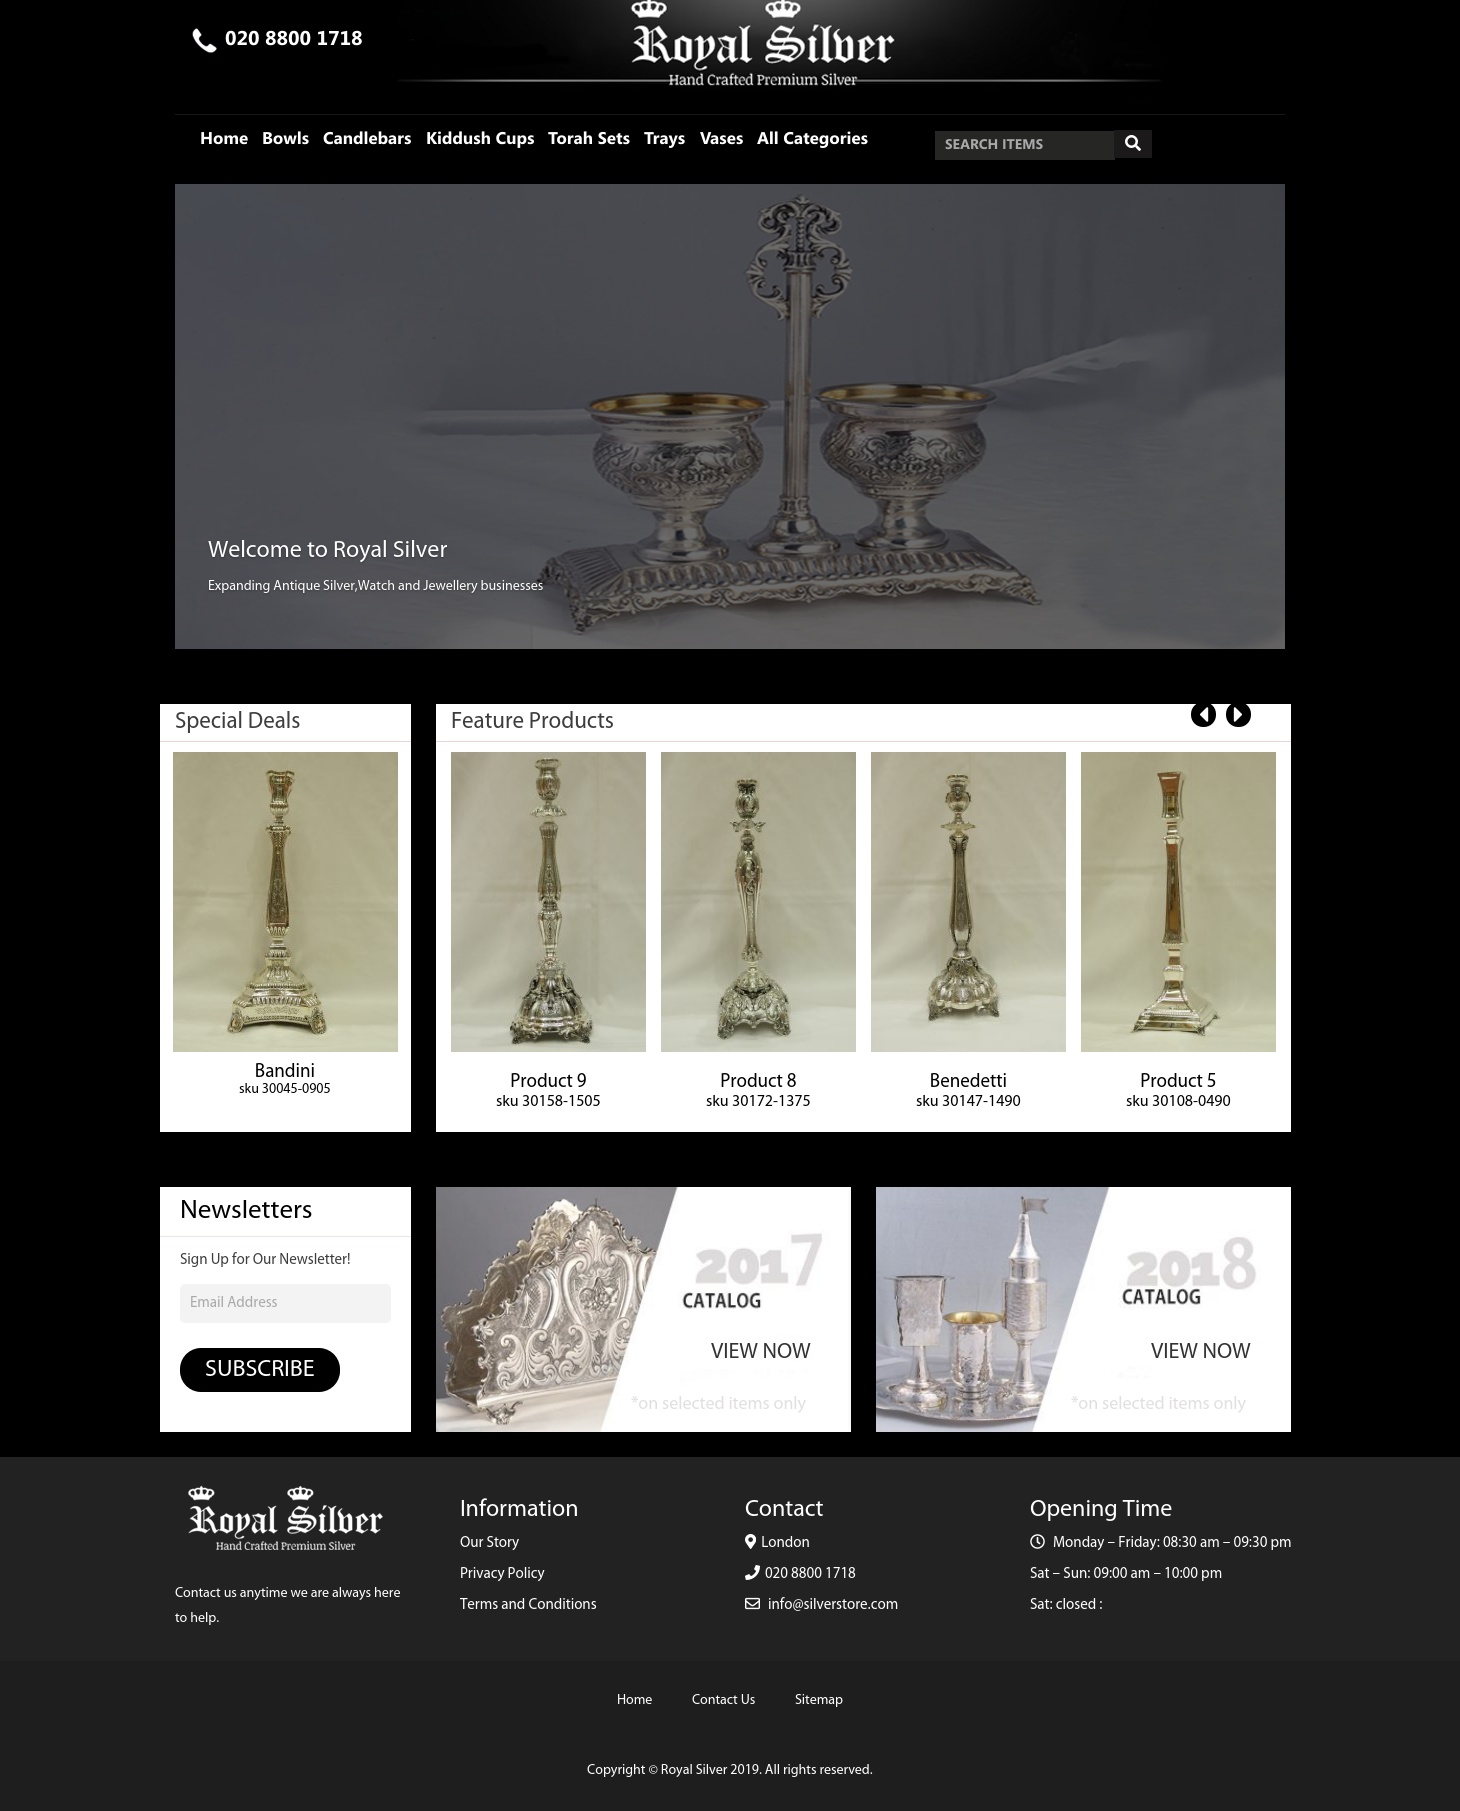 020 8800 1718
Royal Silver
Hand Crafted Premium Silver
Home Bowls Candlebars Kiddush Cups Torah Sets Trays Vases All Categories
SEARCH ITEMS
Welcome to Royal Silver
Expanding Antique Silver,Watch and Jewellery businesses
Special Deals
Bandini
sku 30045-0905
Feature Products
Product 9
sku 30158-1505
Product 8
sku 30172-1375
Benedetti
sku 30147-1490
Product 5
sku 30108-0490
Newsletters
Sign Up for Our Newsletter!
Email Address
SUBSCRIBE
2017
CATALOG
VIEW NOW
*on selected items only
2018
CATALOG
VIEW NOW
*on selected items only
Royal Silver
Hand Crafted Premium Silver
Contact us anytime we are always here
to help.
Information
Our Story
Privacy Policy
Terms and Conditions
Contact
London
020 8800 1718
info@silverstore.com
Opening Time
Monday – Friday: 08:30 am – 09:30 pm
Sat – Sun: 09:00 am – 10:00 pm
Sat: closed :
Home Contact Us Sitemap
Copyright © Royal Silver 2019. All rights reserved.